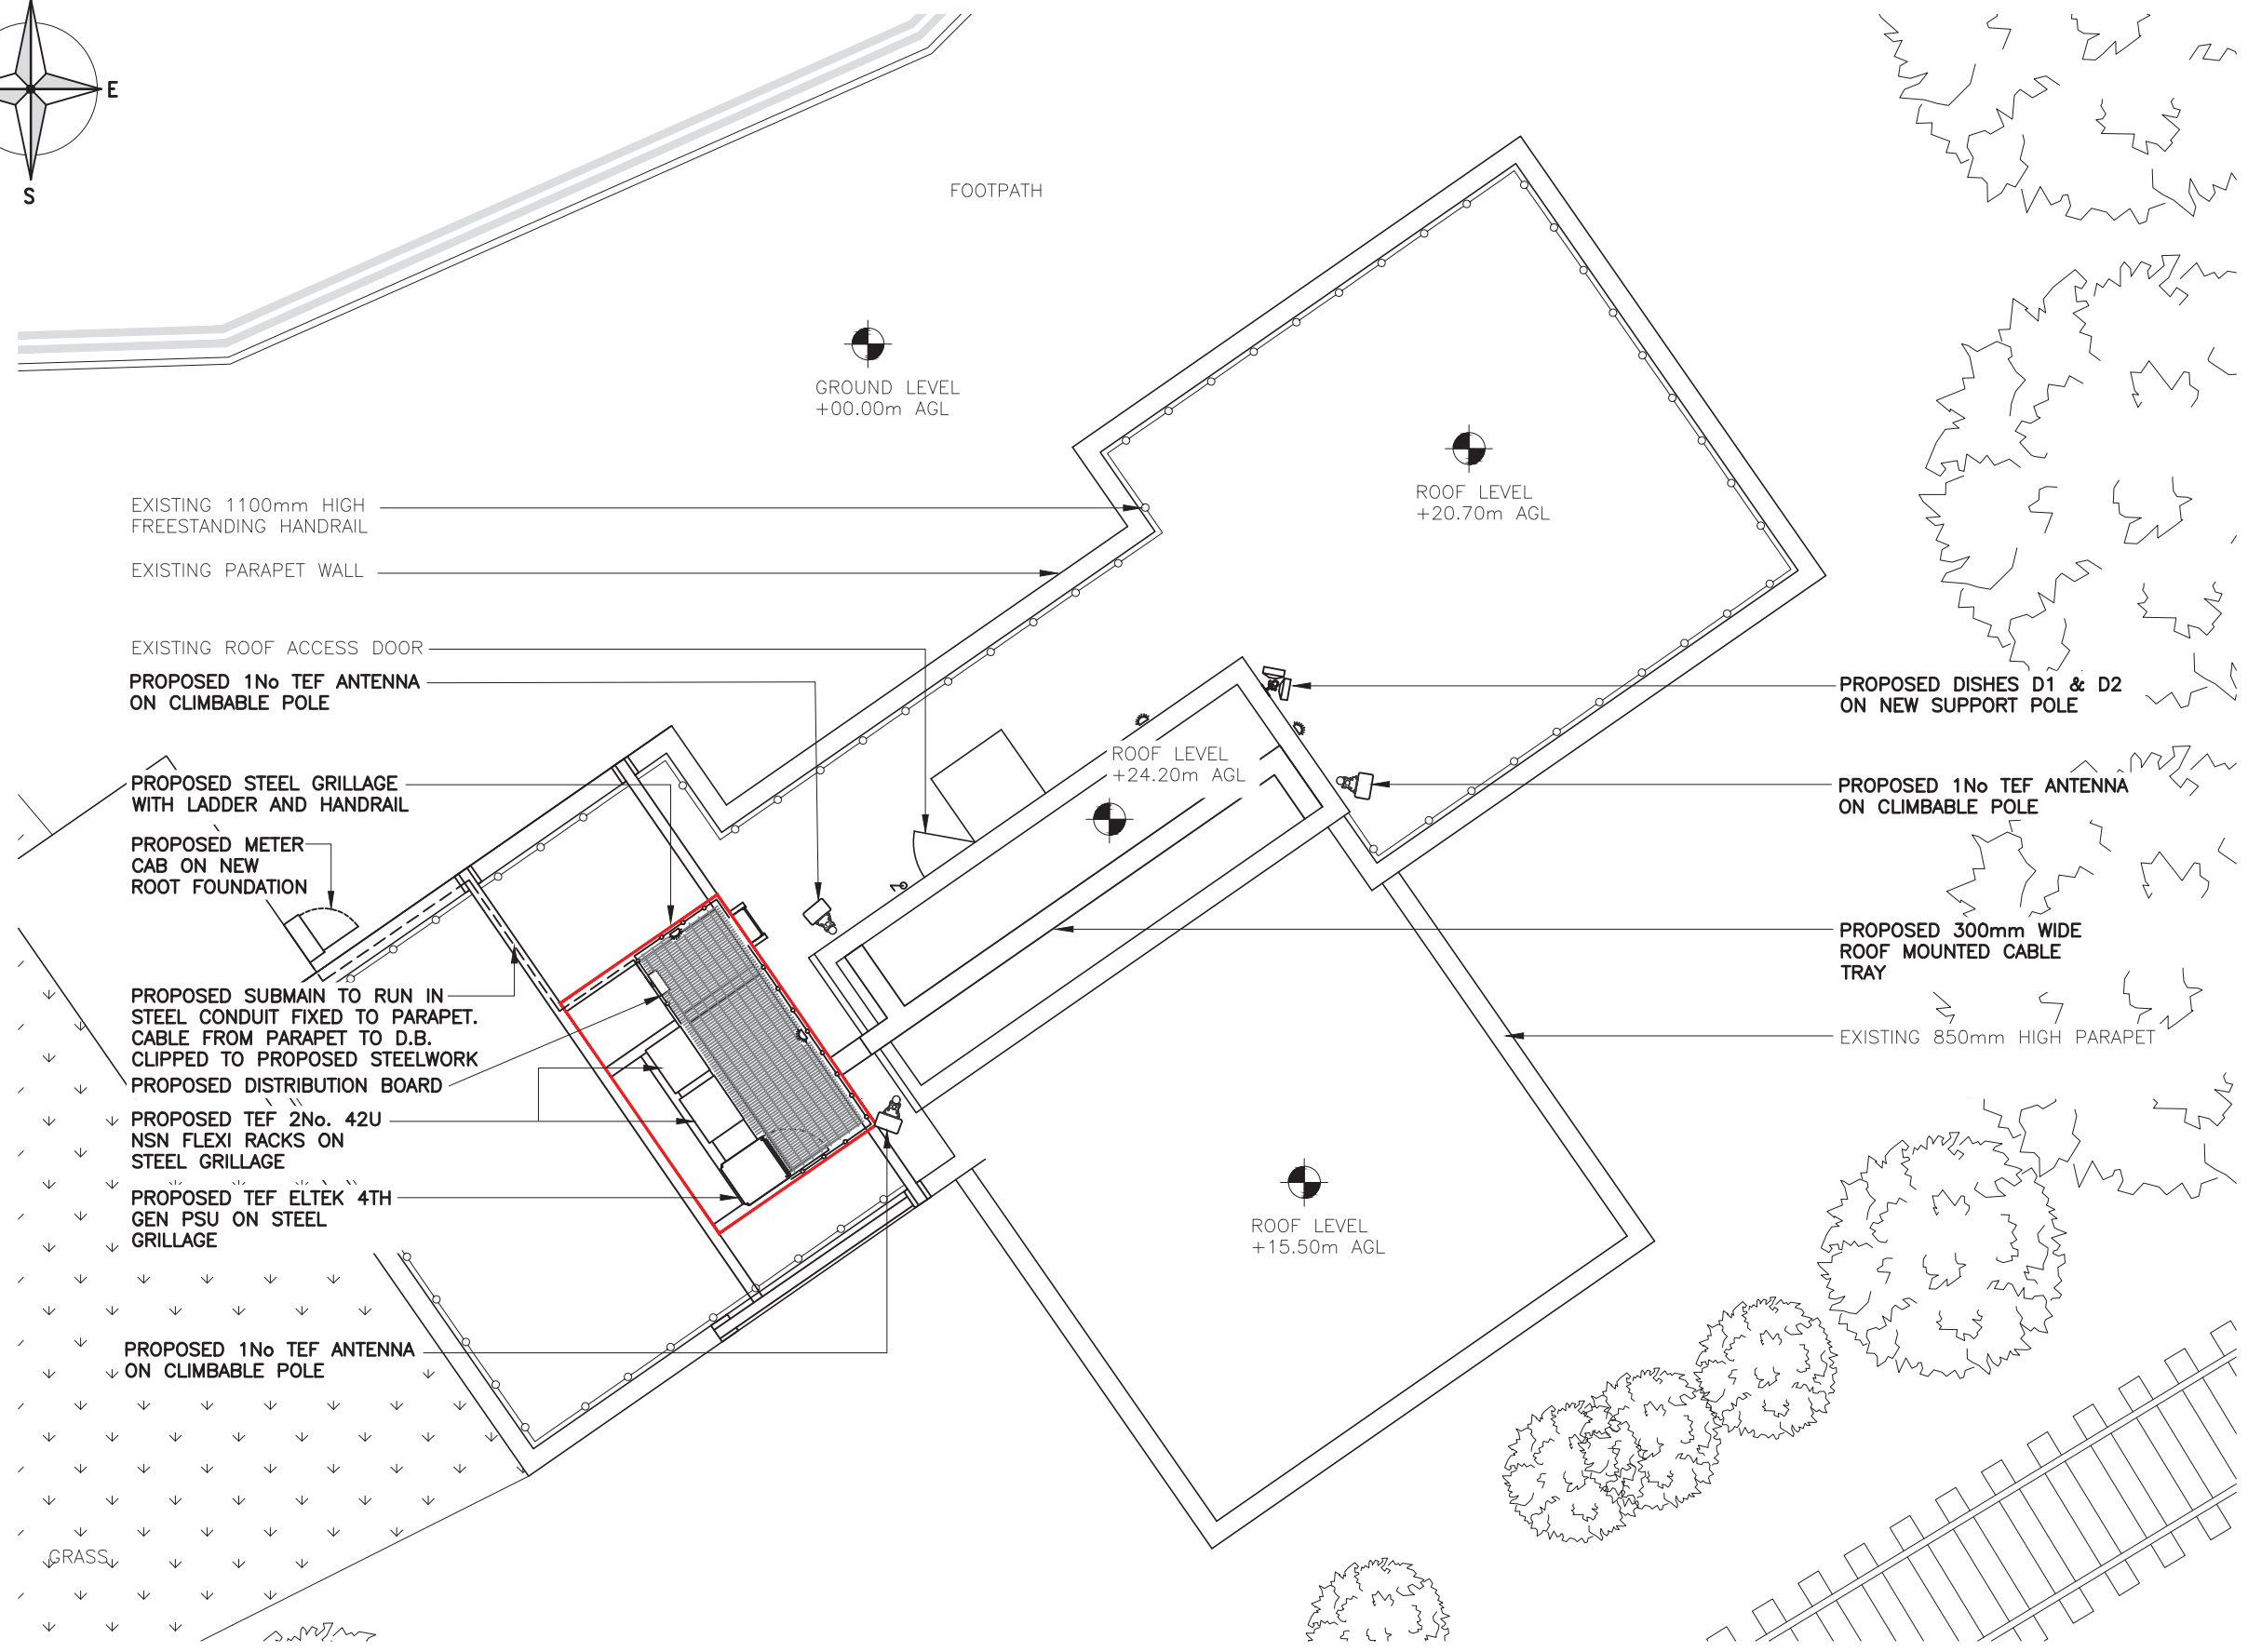 E
S
FOOTPATH
GROUND LEVEL
+00.00m AGL
ROOF LEVEL
+20.70m AGL
EXISTING 1100mm HIGH
FREESTANDING HANDRAIL
EXISTING PARAPET WALL
EXISTING ROOF ACCESS DOOR
PROPOSED 1No TEF ANTENNA
ON CLIMBABLE POLE
PROPOSED STEEL GRILLAGE
WITH LADDER AND HANDRAIL
PROPOSED METER
CAB ON NEW
ROOT FOUNDATION
PROPOSED SUBMAIN TO RUN IN
STEEL CONDUIT FIXED TO PARAPET.
CABLE FROM PARAPET TO D.B.
CLIPPED TO PROPOSED STEELWORK
PROPOSED DISTRIBUTION BOARD
PROPOSED TEF 2No. 42U
NSN FLEXI RACKS ON
STEEL GRILLAGE
PROPOSED TEF ELTEK 4TH
GEN PSU ON STEEL
GRILLAGE
PROPOSED 1No TEF ANTENNA
ON CLIMBABLE POLE
GRASS
ROOF LEVEL
+24.20m AGL
ROOF LEVEL
+15.50m AGL
PROPOSED DISHES D1 & D2
ON NEW SUPPORT POLE
PROPOSED 1No TEF ANTENNA
ON CLIMBABLE POLE
PROPOSED 300mm WIDE
ROOF MOUNTED CABLE
TRAY
EXISTING 850mm HIGH PARAPET